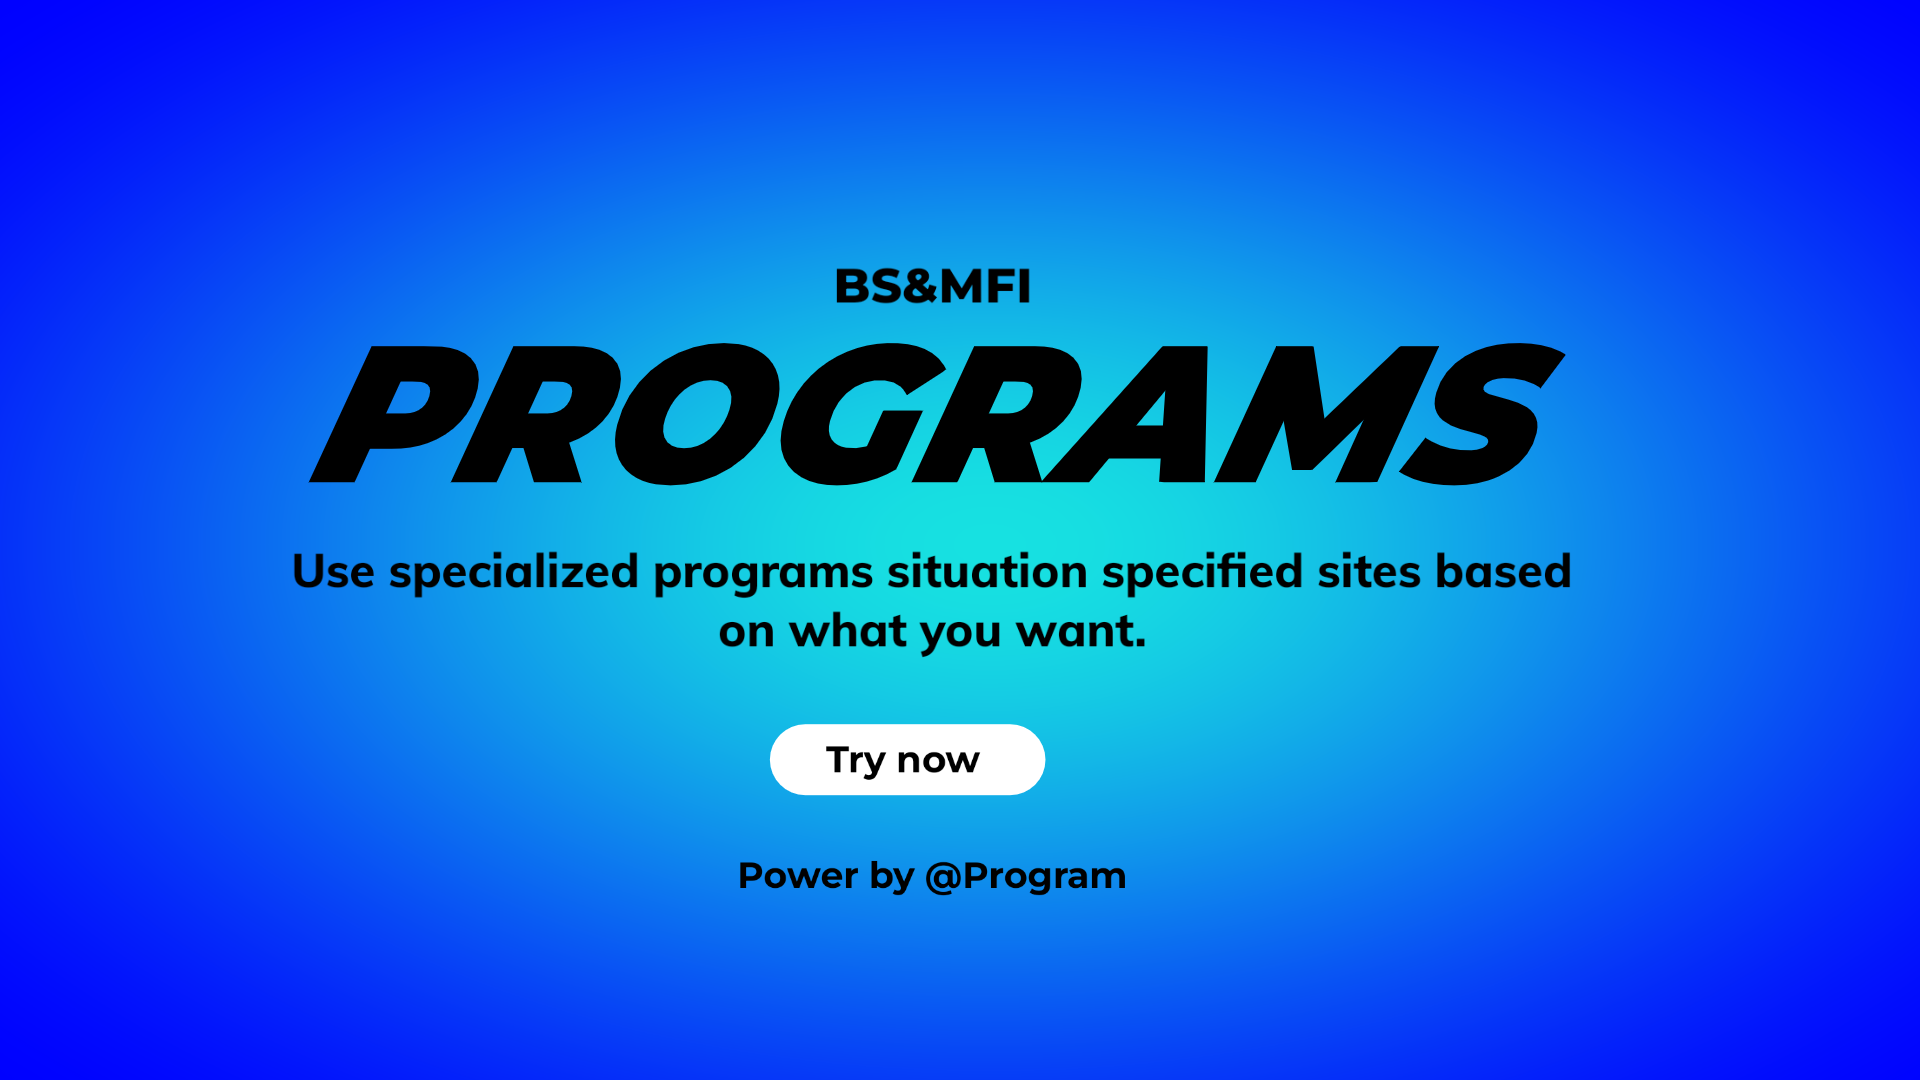 BS&MFI
PROGRAMS
Use specialized programs situation specified sites based
on what you want.
Try now
Power by @Program